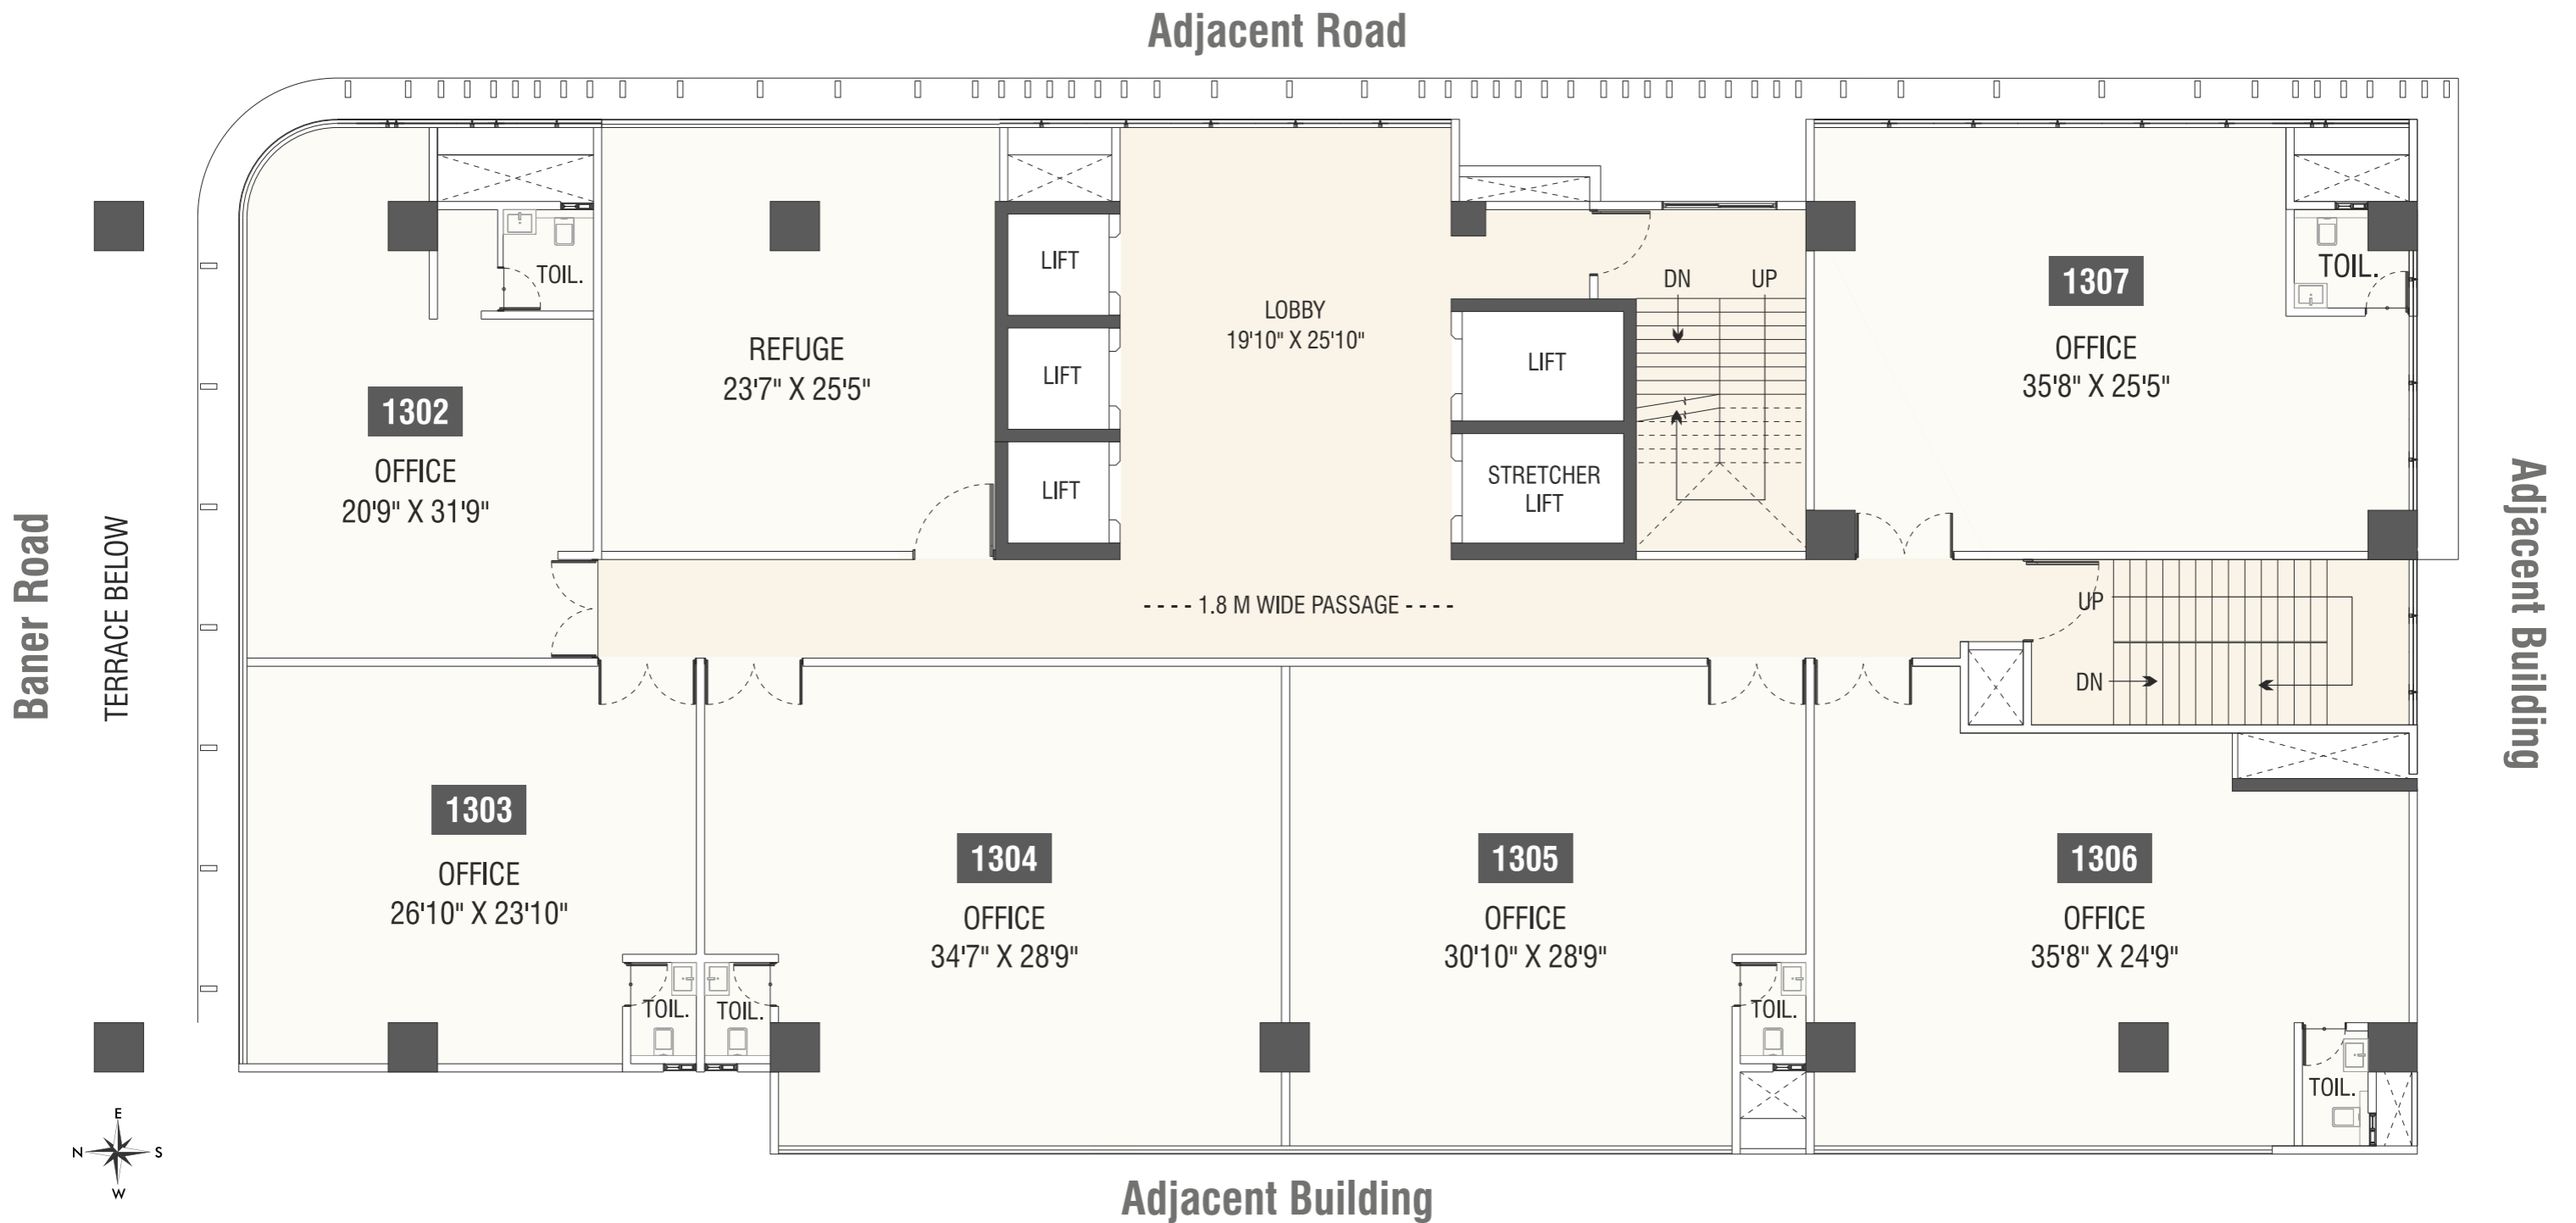 Adjacent Road
LIFT
LIFT
LIFT
LOBBY
19'10" X 25'10"
DN
UP
LIFT
STRETCHER
LIFT
TOIL.
1302
OFFICE
20'9" X 31'9"
REFUGE
23'7" X 25'5"
1307
OFFICE
35'8" X 25'5"
TOIL.
Baner Road
TERRACE BELOW
---- 1.8 M WIDE PASSAGE ----
UP
DN
Adjacent Building
1303
OFFICE
26'10" X 23'10"
TOIL.
TOIL.
1304
OFFICE
34'7" X 28'9"
1305
OFFICE
30'10" X 28'9"
TOIL.
1306
OFFICE
35'8" X 24'9"
TOIL.
E
N
S
W
Adjacent Building